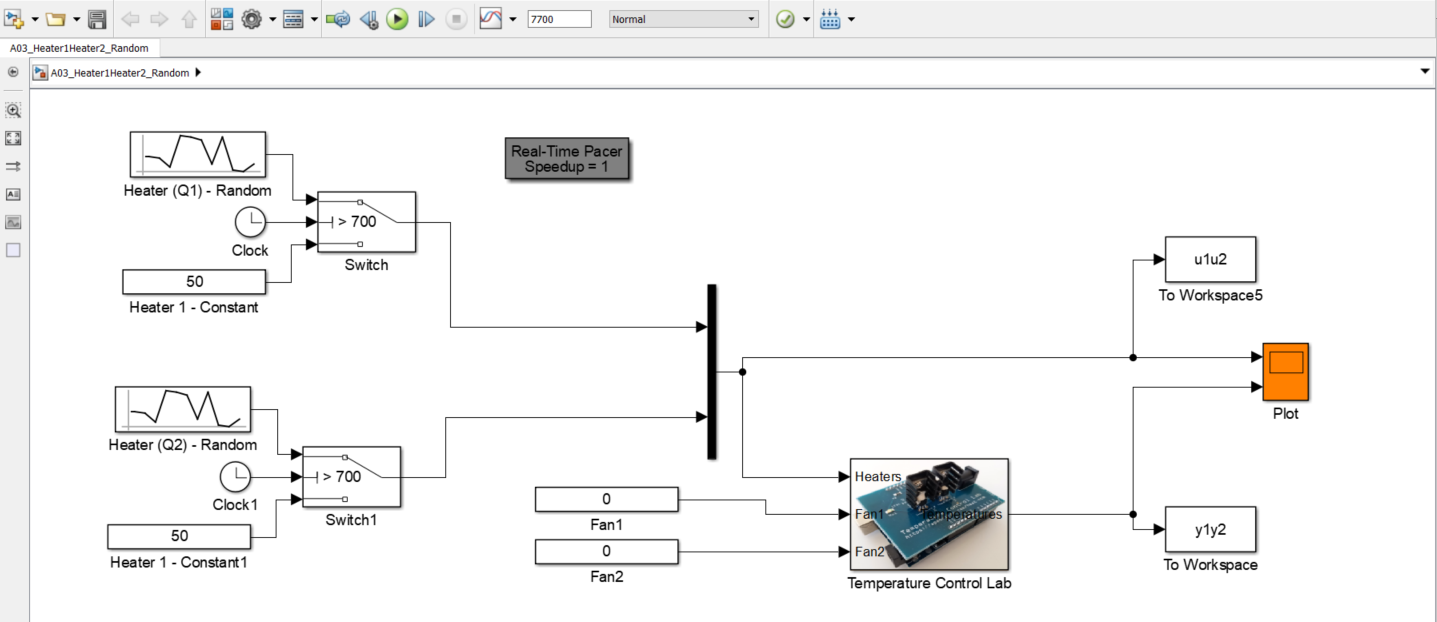 7700
Normal
A03_Heater1Heater2_Random
A03_Heater1Heater2_Random
Heater (Q1) - Random
Clock
> 700
Switch
50
Heater 1 - Constant
Real-Time Pacer
Speedup = 1
Heater (Q2) - Random
Clock1
> 700
Switch1
50
Heater 1 - Constant1
0
Fan1
0
Fan2
Heaters
Fan1
Fan2
Temperatures
Temperature Control Lab
u1u2
To Workspace5
Plot
y1y2
To Workspace